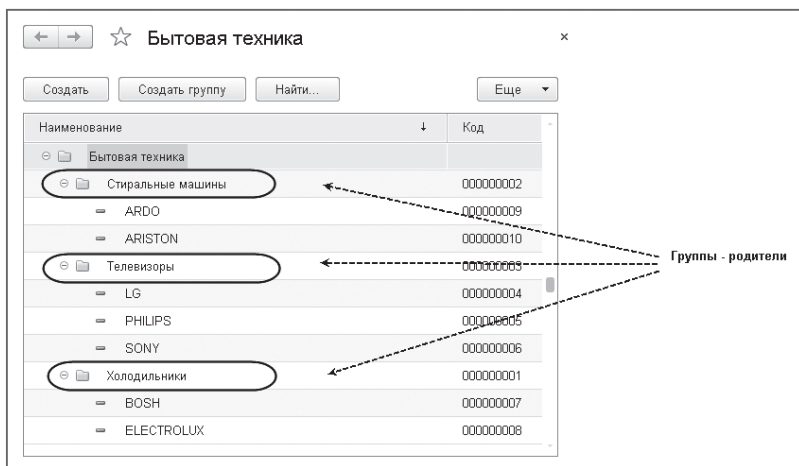 Бытовая техника
×
Создать Создать группу Найти... Еще
Наименование ↓ Код
Бытовая техника
Стиральные машины 000000002
ARDO 000000009
ARISTON 000000010
Телевизоры 000000003
Группы - родители
LG 000000004
PHILIPS 000000005
SONY 000000006
Холодильники 000000001
BOSH 000000007
ELECTROLUX 000000008